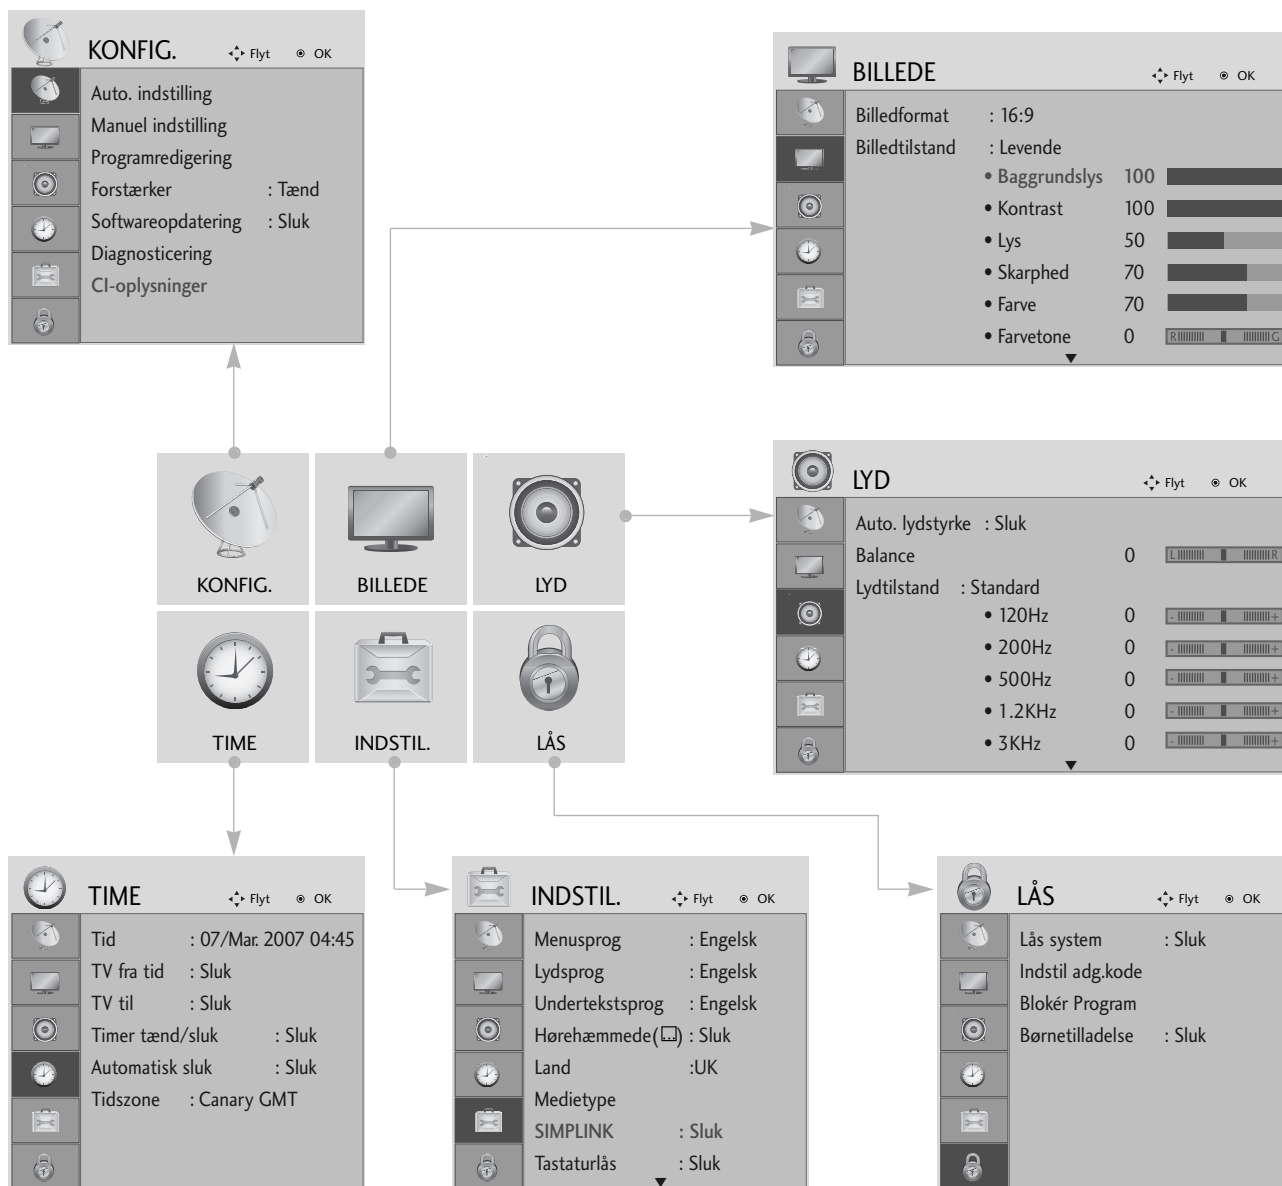 KONFIG. Flyt OK
Auto. indstilling
Manuel indstilling
Programredigering
Forstærker : Tænd
Softwareopdatering : Sluk
Diagnosticering
CI-oplysninger
BILLEDE Flyt OK
Billedformat : 16:9
Billedtilstand : Levende
• Baggrundslys 100
• Kontrast 100
• Lys 50
• Skarphed 70
• Farve 70
• Farvetone 0 R G
KONFIG. BILLEDE LYD
TIME INDSTIL. LÅS
LYD Flyt OK
Auto. lydstyrke : Sluk
Balance 0 L R
Lydtilstand : Standard
• 120Hz 0 - +
• 200Hz 0 - +
• 500Hz 0 - +
• 1.2KHz 0 - +
• 3KHz 0 - +
TIME Flyt OK
Tid : 07/Mar. 2007 04:45
TV fra tid : Sluk
TV til : Sluk
Timer tænd/sluk : Sluk
Automatisk sluk : Sluk
Tidszone : Canary GMT
INDSTIL. Flyt OK
Menusprog : Engelsk
Lydsprog : Engelsk
Undertekstsprog : Engelsk
Hørehæmmede( ) : Sluk
Land :UK
Medietype
SIMPLINK : Sluk
Tastaturlås : Sluk
LÅS Flyt OK
Lås system : Sluk
Indstil adg.kode
Blokér Program
Børnetilladelse : Sluk